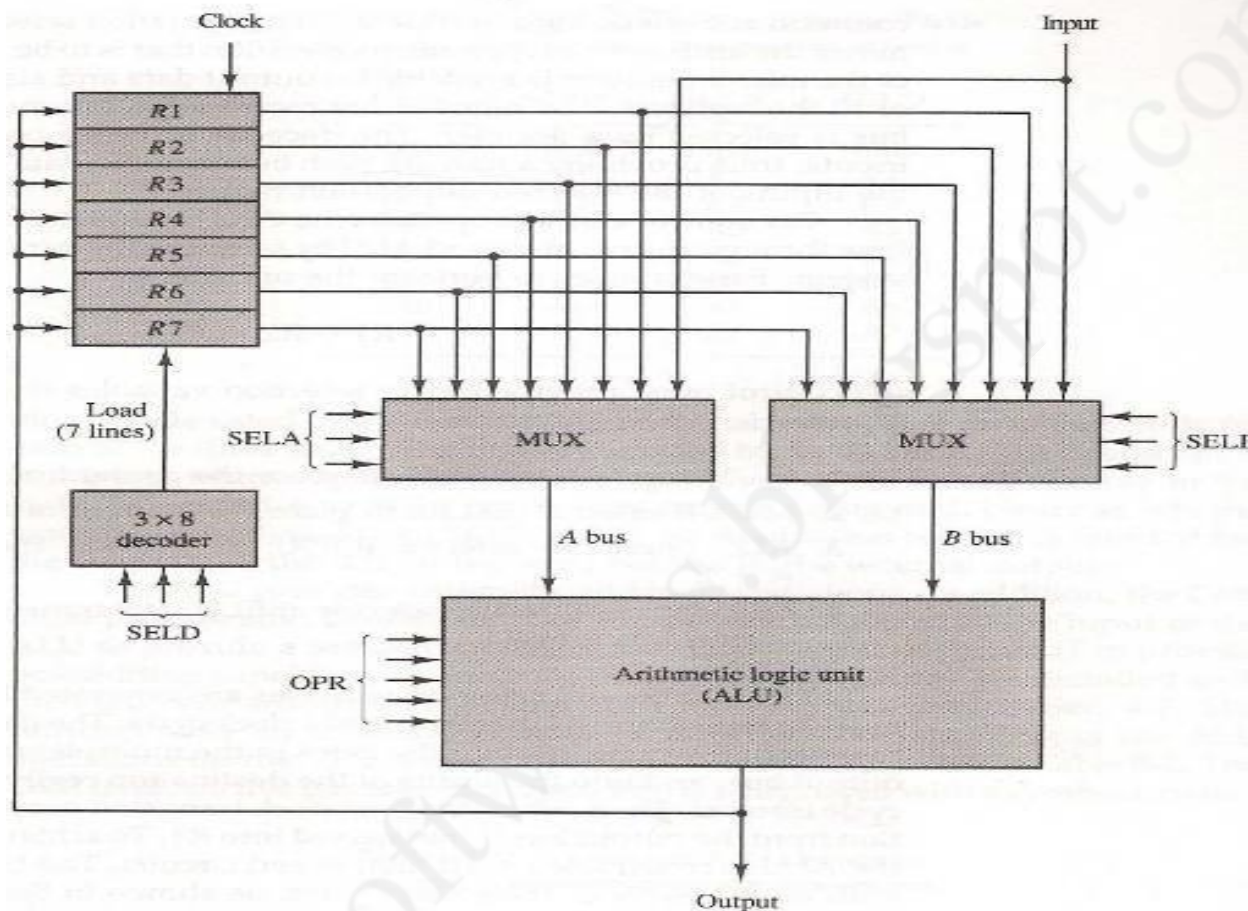 Clock
Input
R1
R2
R3
R4
R5
R6
R7
Load
(7 lines)
SELA
MUX
MUX
3 × 8
decoder
A bus
B bus
SELD
OPR
Arithmetic logic unit
(ALU)
Output